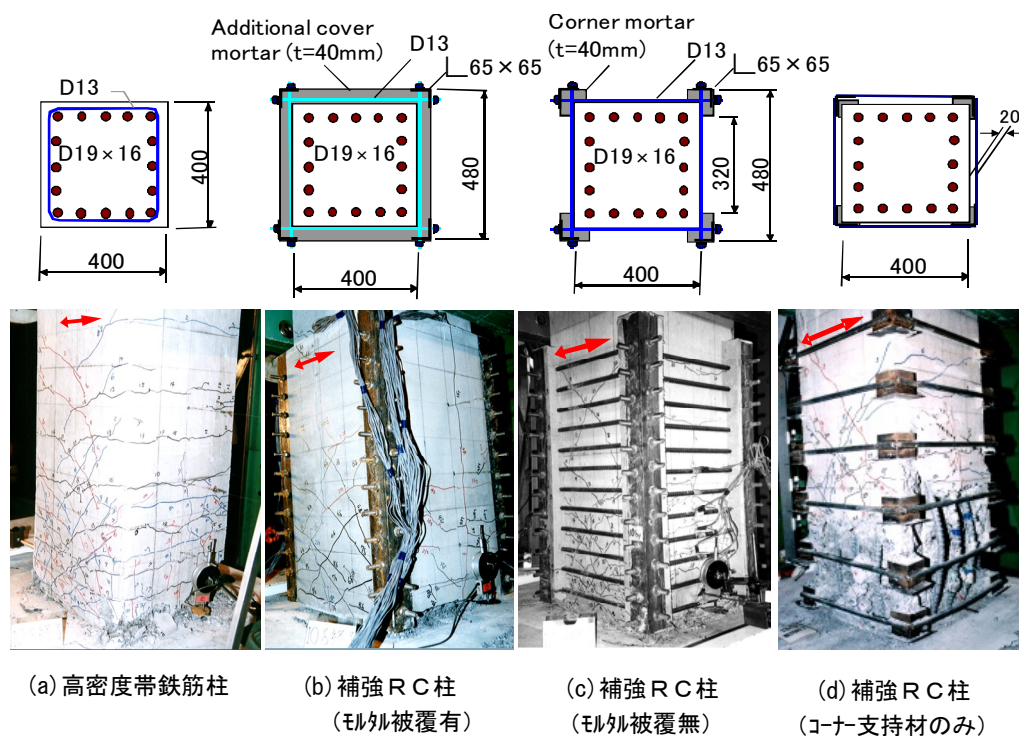 Additional cover
mortar (t=40mm)
D13
65×65
Corner mortar
(t=40mm)
D13
65×65
D13
D19×16
400
400
D19×16
480
400
D19×16
320
480
400
20
400
(a) 高密度帯鉄筋柱
(b) 補強ＲＣ柱
(ﾓﾙﾀﾙ被覆有)
(c) 補強ＲＣ柱
(ﾓﾙﾀﾙ被覆無)
(d) 補強ＲＣ柱
(ｺｰﾅｰ支持材のみ)